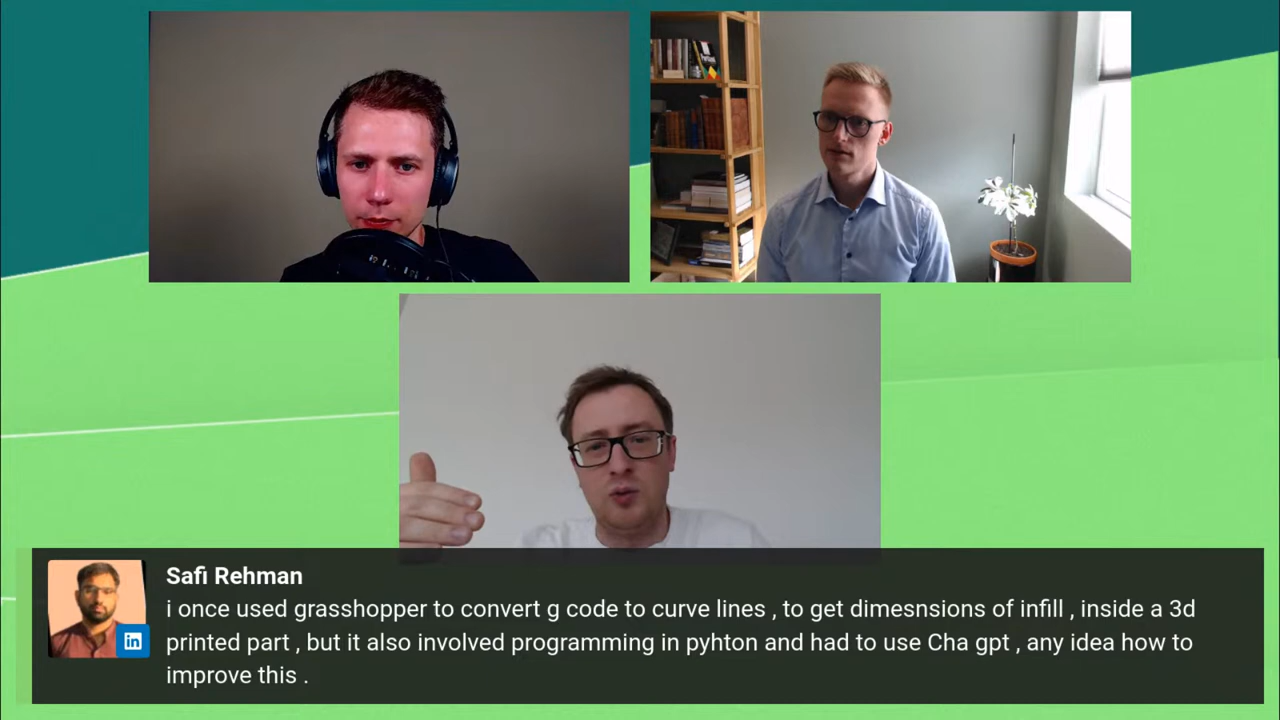 Safi Rehman
i once used grasshopper to convert g code to curve lines , to get dimesnsions of infill , inside a 3d
printed part , but it also involved programming in pyhton and had to use Cha gpt , any idea how to
improve this .
in